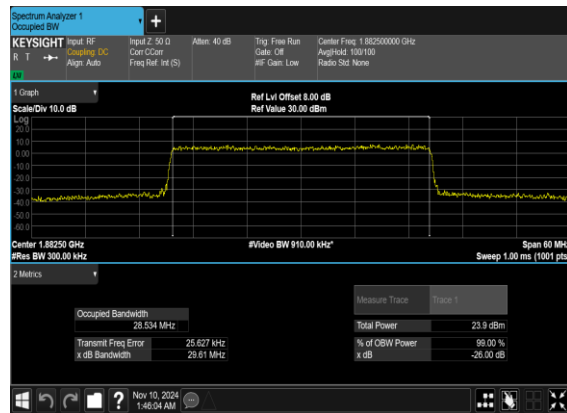 Spectrum Analyzer 1
Occupied BW
KEYSIGHT
R T
LW
Input: RF
Coupling: DC
Align: Auto
Input Z: 50 Ω
Corr CCorr
Freq Ref: Int (S)
Atten: 40 dB
Trig: Free Run
Gate: Off
#IF Gain: Low
Center Freq: 1.882500000 GHz
Avg|Hold: 100/100
Radio Std: None
1 Graph
Scale/Div 10.0 dB
Ref Lvl Offset 8.00 dB
Ref Value 30.00 dBm
Log
20.0
10.0
0.00
-10.0
-20.0
-30.0
-40.0
-50.0
-60.0
Center 1.88250 GHz
#Res BW 300.00 kHz
#Video BW 910.00 kHz*
Span 60 MHz
Sweep 1.00 ms (1001 pts
2 Metrics
Occupied Bandwidth
28.534 MHz
Transmit Freq Error 25.627 kHz
x dB Bandwidth 29.61 MHz
Measure Trace Trace 1
Total Power 23.9 dBm
% of OBW Power 99.00 %
x dB -26.00 dB
?
Nov 10, 2024
1:46:04 AM